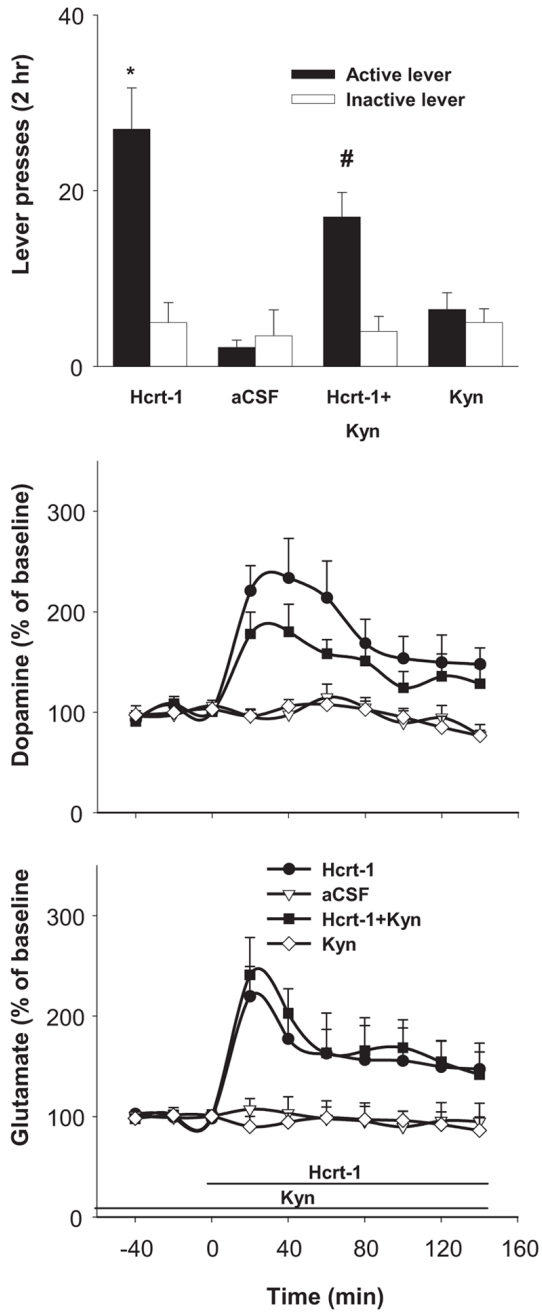 40
20
0
Lever presses (2 hr)
*
#
Active lever
Inactive lever
Hcrt-1
aCSF
Hcrt-1+
Kyn
Kyn
300
200
100
0
Dopamine (% of baseline)
300
200
100
0
Glutamate (% of baseline
Hcrt-1
aCSF
Hcrt-1+Kyn
Kyn
Hcrt-1
Kyn
-40 0 40 80 120 160
Time (min)